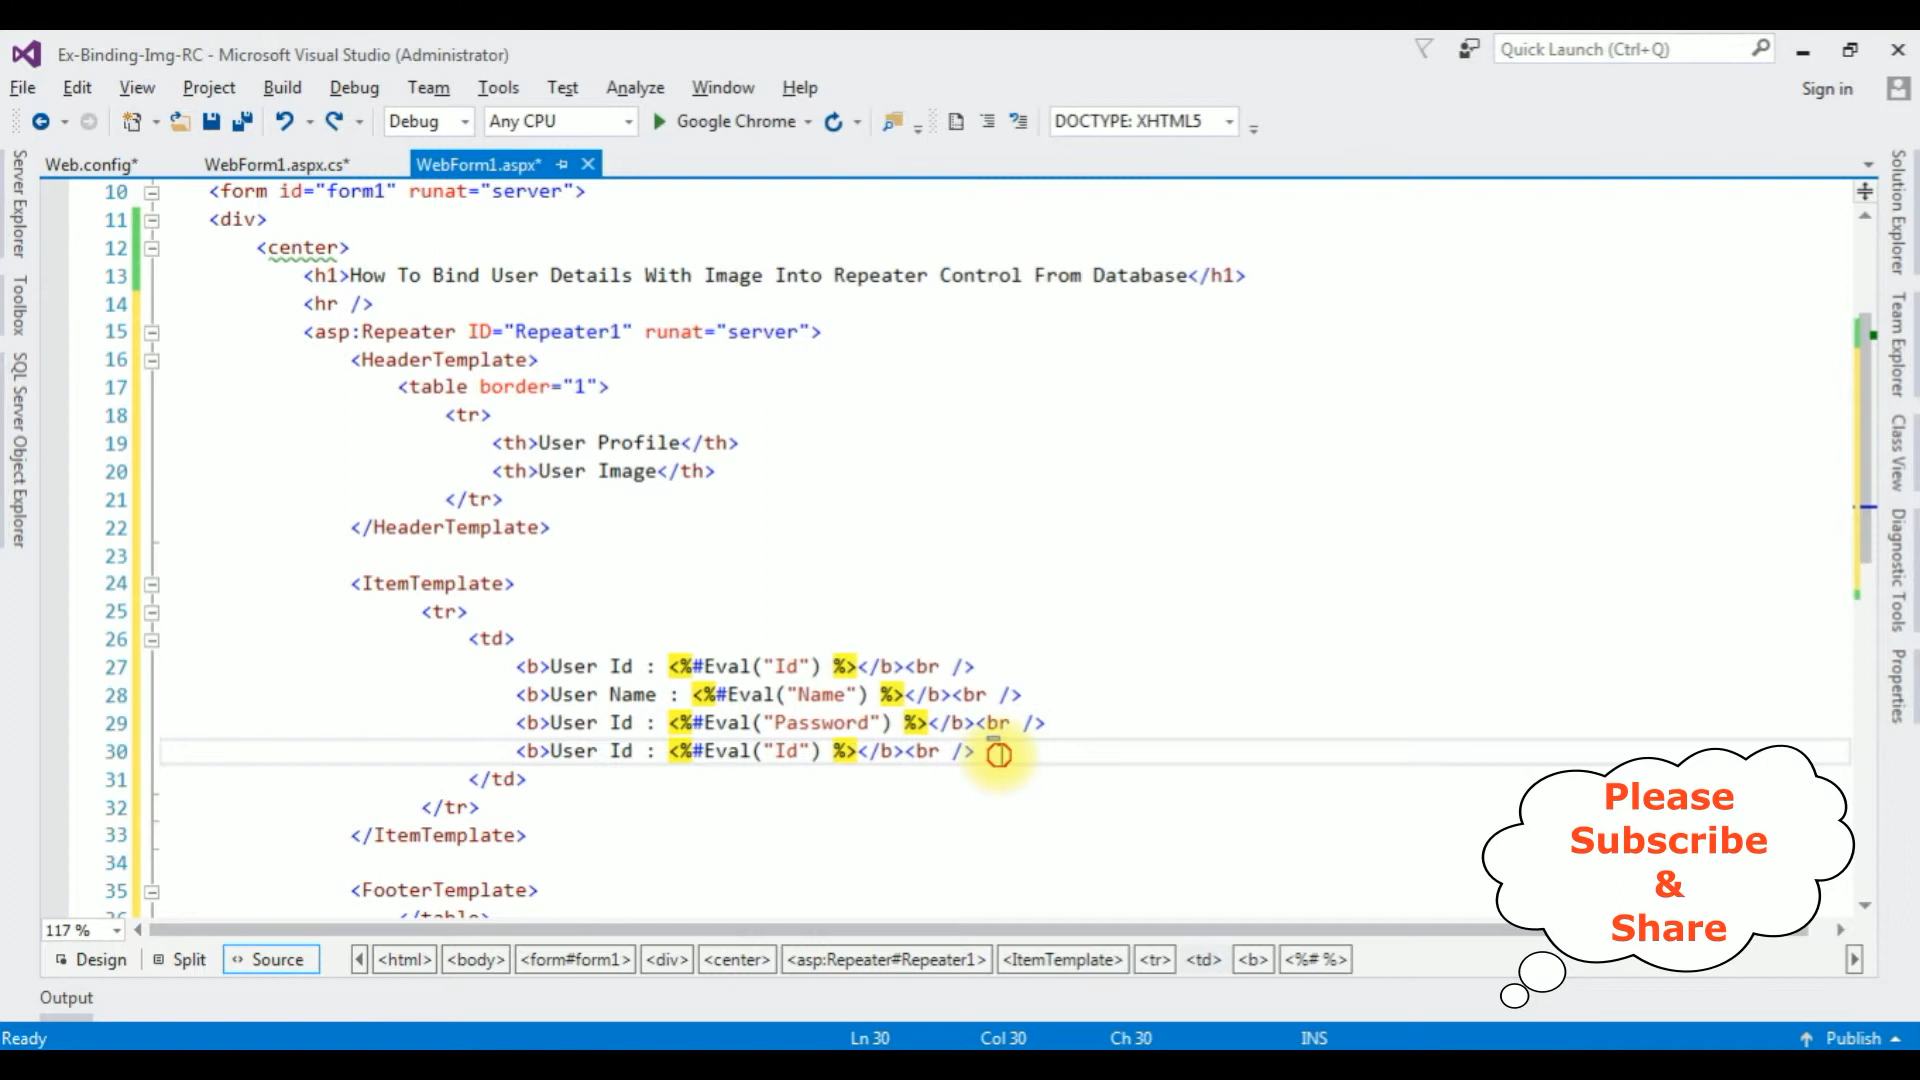 Ex-Binding-Img-RC - Microsoft Visual Studio (Administrator)
Quick Launch (Ctrl+Q)
File Edit View Project Build Debug Team Tools Test Analyze Window Help
Sign in
Debug Any CPU Google Chrome DOCTYPE: XHTML5
Web.config* WebForm1.aspx.cs* WebForm1.aspx*
Server Explorer
Toolbox
SQL Server Object Explorer
10 <form id="form1" runat="server">
11 <div>
12 <center>
13 <h1>How To Bind User Details With Image Into Repeater Control From Database</h1>
14 <hr />
15 <asp:Repeater ID="Repeater1" runat="server">
16 <HeaderTemplate>
17 <table border="1">
18 <tr>
19 <th>User Profile</th>
20 <th>User Image</th>
21 </tr>
22 </HeaderTemplate>
23
24 <ItemTemplate>
25 <tr>
26 <td>
27 <b>User Id : <%#Eval("Id") %></b><br />
28 <b>User Name : <%#Eval("Name") %></b><br />
29 <b>User Id : <%#Eval("Password") %></b><br />
30 <b>User Id : <%#Eval("Id") %></b><br />
31 </td>
32 </tr>
33 </ItemTemplate>
34
35 <FooterTemplate>
36 </table>
Solution Explorer
Team Explorer
Class View
Diagnostic Tools
Properties
Please
Subscribe
&
Share
117 %
Design Split Source <html> <body> <form#form1> <div> <center> <asp:Repeater#Repeater1> <ItemTemplate> <tr> <td> <b> <%# %>
Output
Ready Ln 30 Col 30 Ch 30 INS Publish